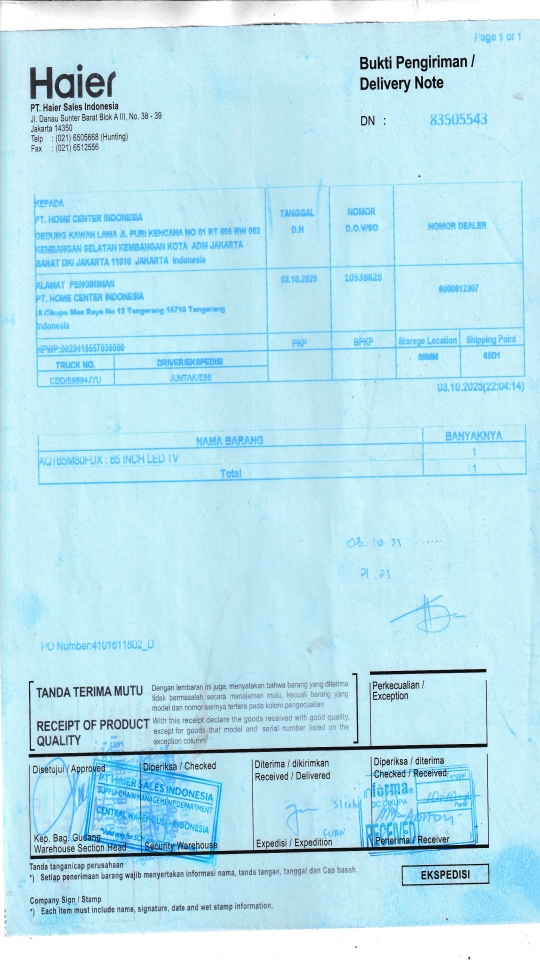 Page 1 of 1
Haier
Bukti Pengiriman /
Delivery Note
PT. Haier Sales Indonesia
Jl. Danau Sunter Barat Blok A III, No. 38 - 39
Jakarta 14350
Telp : (021) 6505668 (Hunting)
Fax : (021) 6512556
DN : 83505543
KEPADA
PT. HOME CENTER INDONESIA
GEDUNG KAWAN LAMA JL PURI KENCANA NO 01 RT 005 RW 002
KEMBANGAN SELATAN KEMBANGAN KOTA ADM JAKARTA
BARAT DKI JAKARTA 11610 JAKARTA Indonesia
TANGGAL
D.N
NOMOR
D.O.V/SO
NOMOR DEALER
ALAMAT PENGIRIMAN
PT. HOME CENTER INDONESIA
Jl Cikupa Mas Raya No 12 Tangerang 15710 Tangerang
Indonesia
03.10.2025
10538828
PKP
BPKP
Storage Location
Shipping Point
65D1
TRUCK NO.
DRIVER/EKSPEDISI
03.10.2025(22:04:14)
NAMA BARANG
BANYAKNYA
: 65 INCH LED TV
1
Total
1
03.10.25
21.21
PO Number:4101611802_D
TANDA TERIMA MUTU
Dengan lembaran ini juga, menyatakan bahwa barang yang diterima
tidak bermasalah secara manajemen mutu, kecuali barang yang
model dan nomor serinya tertera pada kolom pengecualian
RECEIPT OF PRODUCT
QUALITY
With this receipt declare the goods received with good quality,
except for goods that model and serial number listed on the
exception column
Perkecualian /
Exception
Disetujui / Approved
Diperiksa / Checked
Diterima / dikirimkan
Received / Delivered
Diperiksa / diterima
Checked / Received
PT HAIER SALES INDONESIA
SUPPLY CHAIN MANAGEMENT DEPARTMENT
CENTRAL WAREHOUSE - INDONESIA
informa
DC CIKUPA
RECEIVED
Kep. Bag. Gudang
Warehouse Section Head
Security Warehouse
Expedisi / Expedition
Penerima / Receiver
Tanda tangan/cap perusahaan
*) Setiap penerimaan barang wajib menyertakan informasi nama, tanda tangan, tanggal dan Cap basah
EKSPEDISI
Company Sign / Stamp
*) Each item must include name, signature, date and wet stamp information.